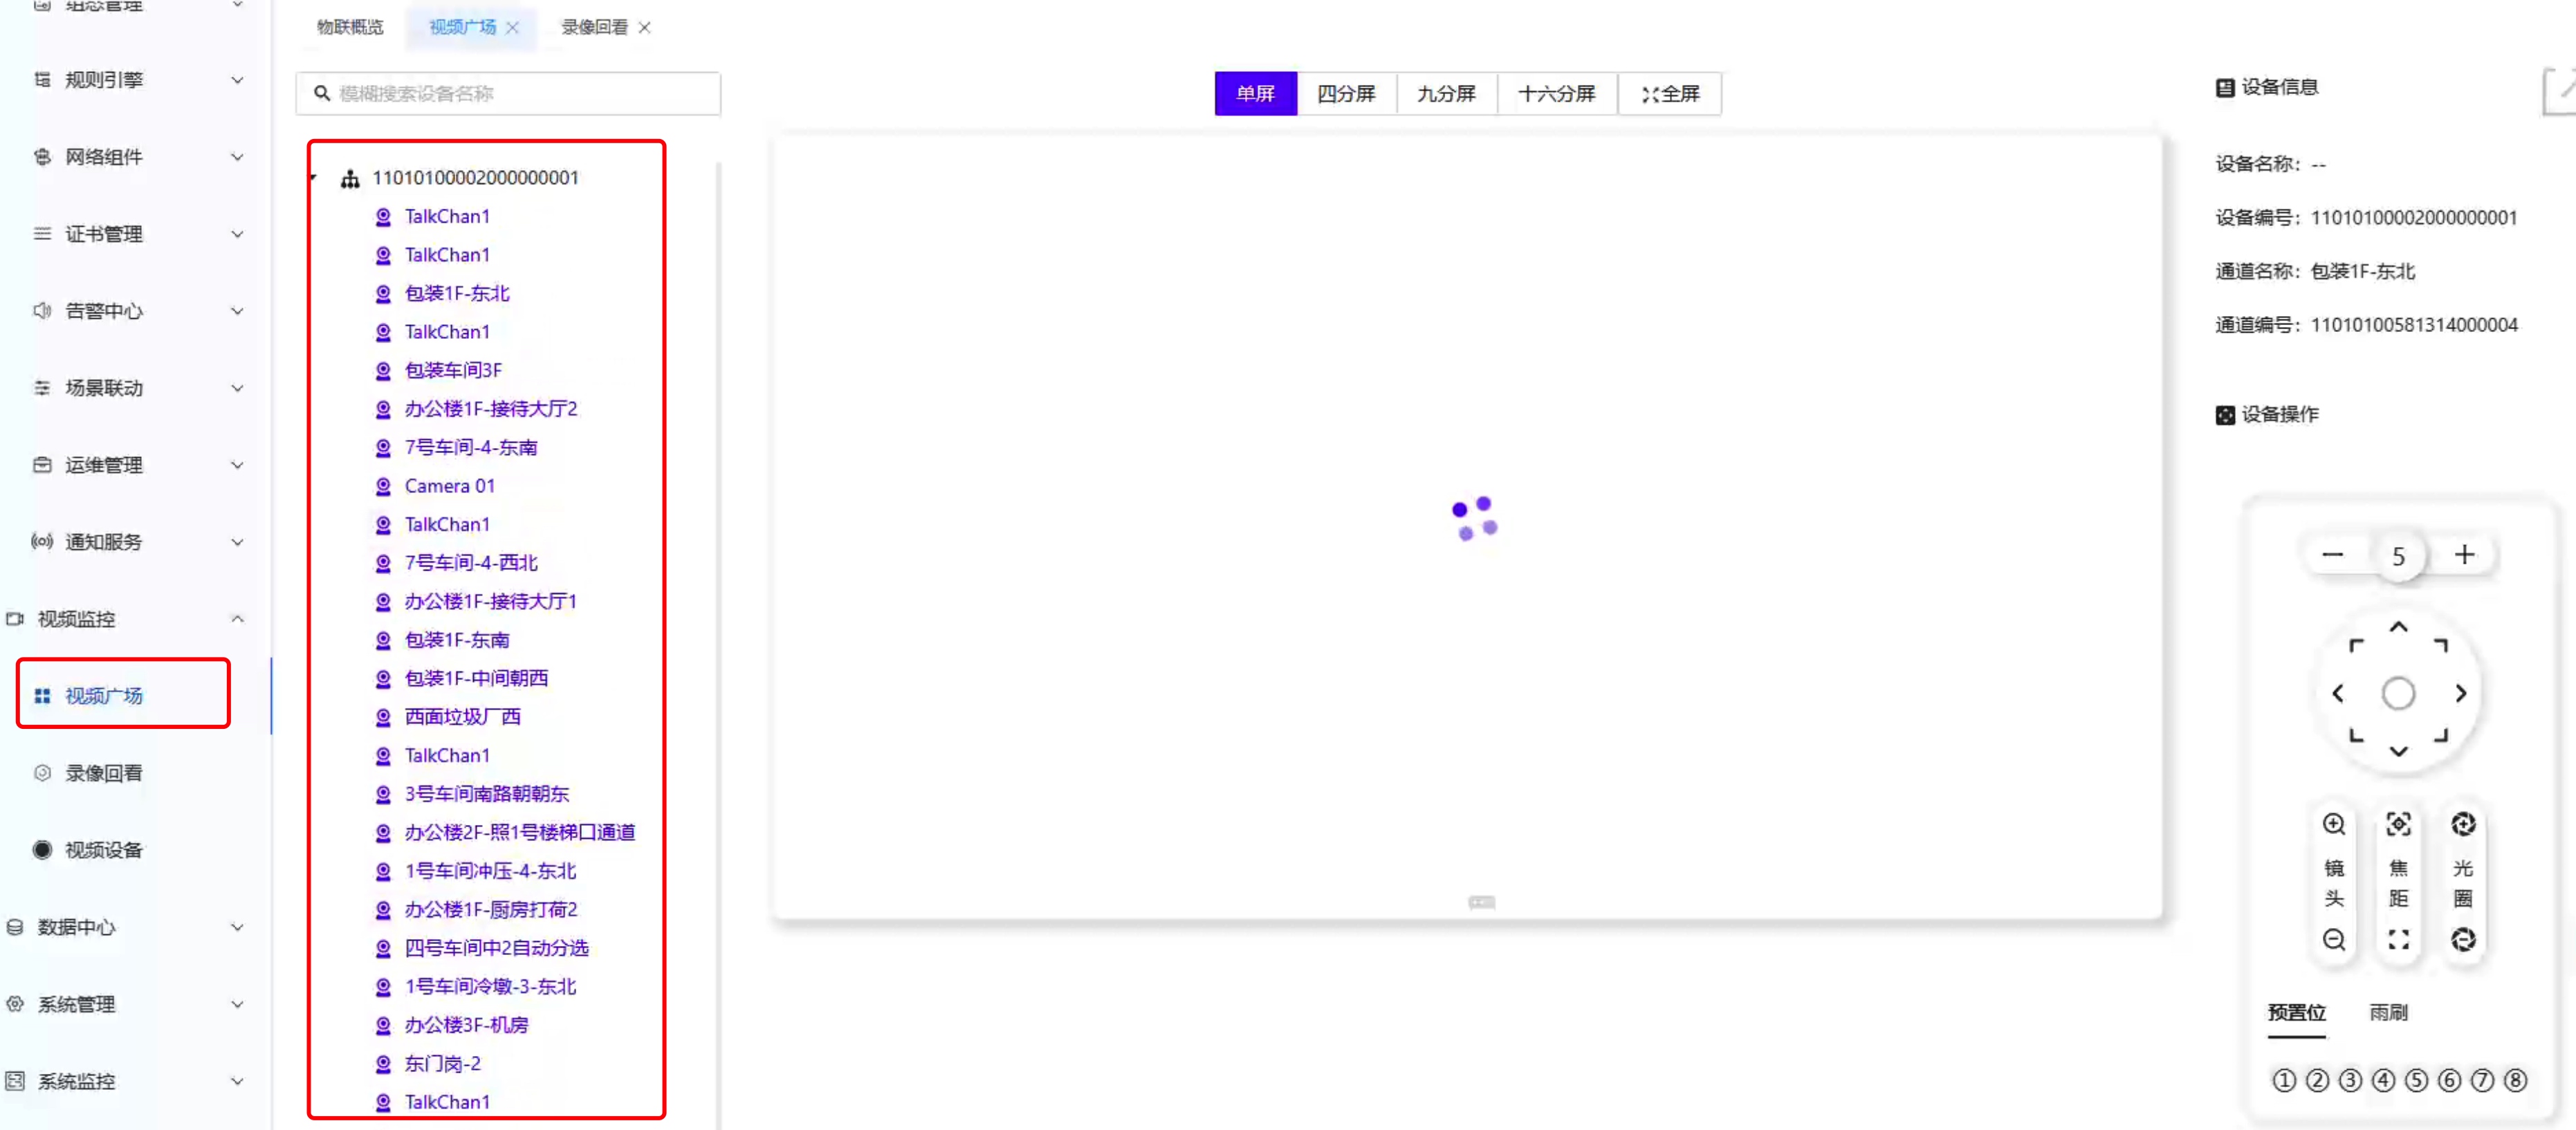 组态管理
规则引擎
网络组件
证书管理
告警中心
场景联动
运维管理
通知服务
视频监控
视频广场
录像回看
视频设备
数据中心
系统管理
系统监控
物联概览 视频广场 录像回看
模糊搜索设备名称
11010100002000000001
TalkChan1
TalkChan1
包装1F-东北
TalkChan1
包装车间3F
办公楼1F-接待大厅2
7号车间-4-东南
Camera 01
TalkChan1
7号车间-4-西北
办公楼1F-接待大厅1
包装1F-东南
包装1F-中间朝西
西面垃圾厂西
TalkChan1
3号车间南路朝朝东
办公楼2F-照1号楼梯口通道
1号车间冲压-4-东北
办公楼1F-厨房打荷2
四号车间中2自动分选
1号车间冷墩-3-东北
办公楼3F-机房
东门岗-2
TalkChan1
单屏 四分屏 九分屏 十六分屏 全屏
设备信息
设备名称：--
设备编号：11010100002000000001
通道名称：包装1F-东北
通道编号：11010100581314000004
设备操作
5
镜头 焦距 光圈
预置位 雨刷
①②③④⑤⑥⑦⑧